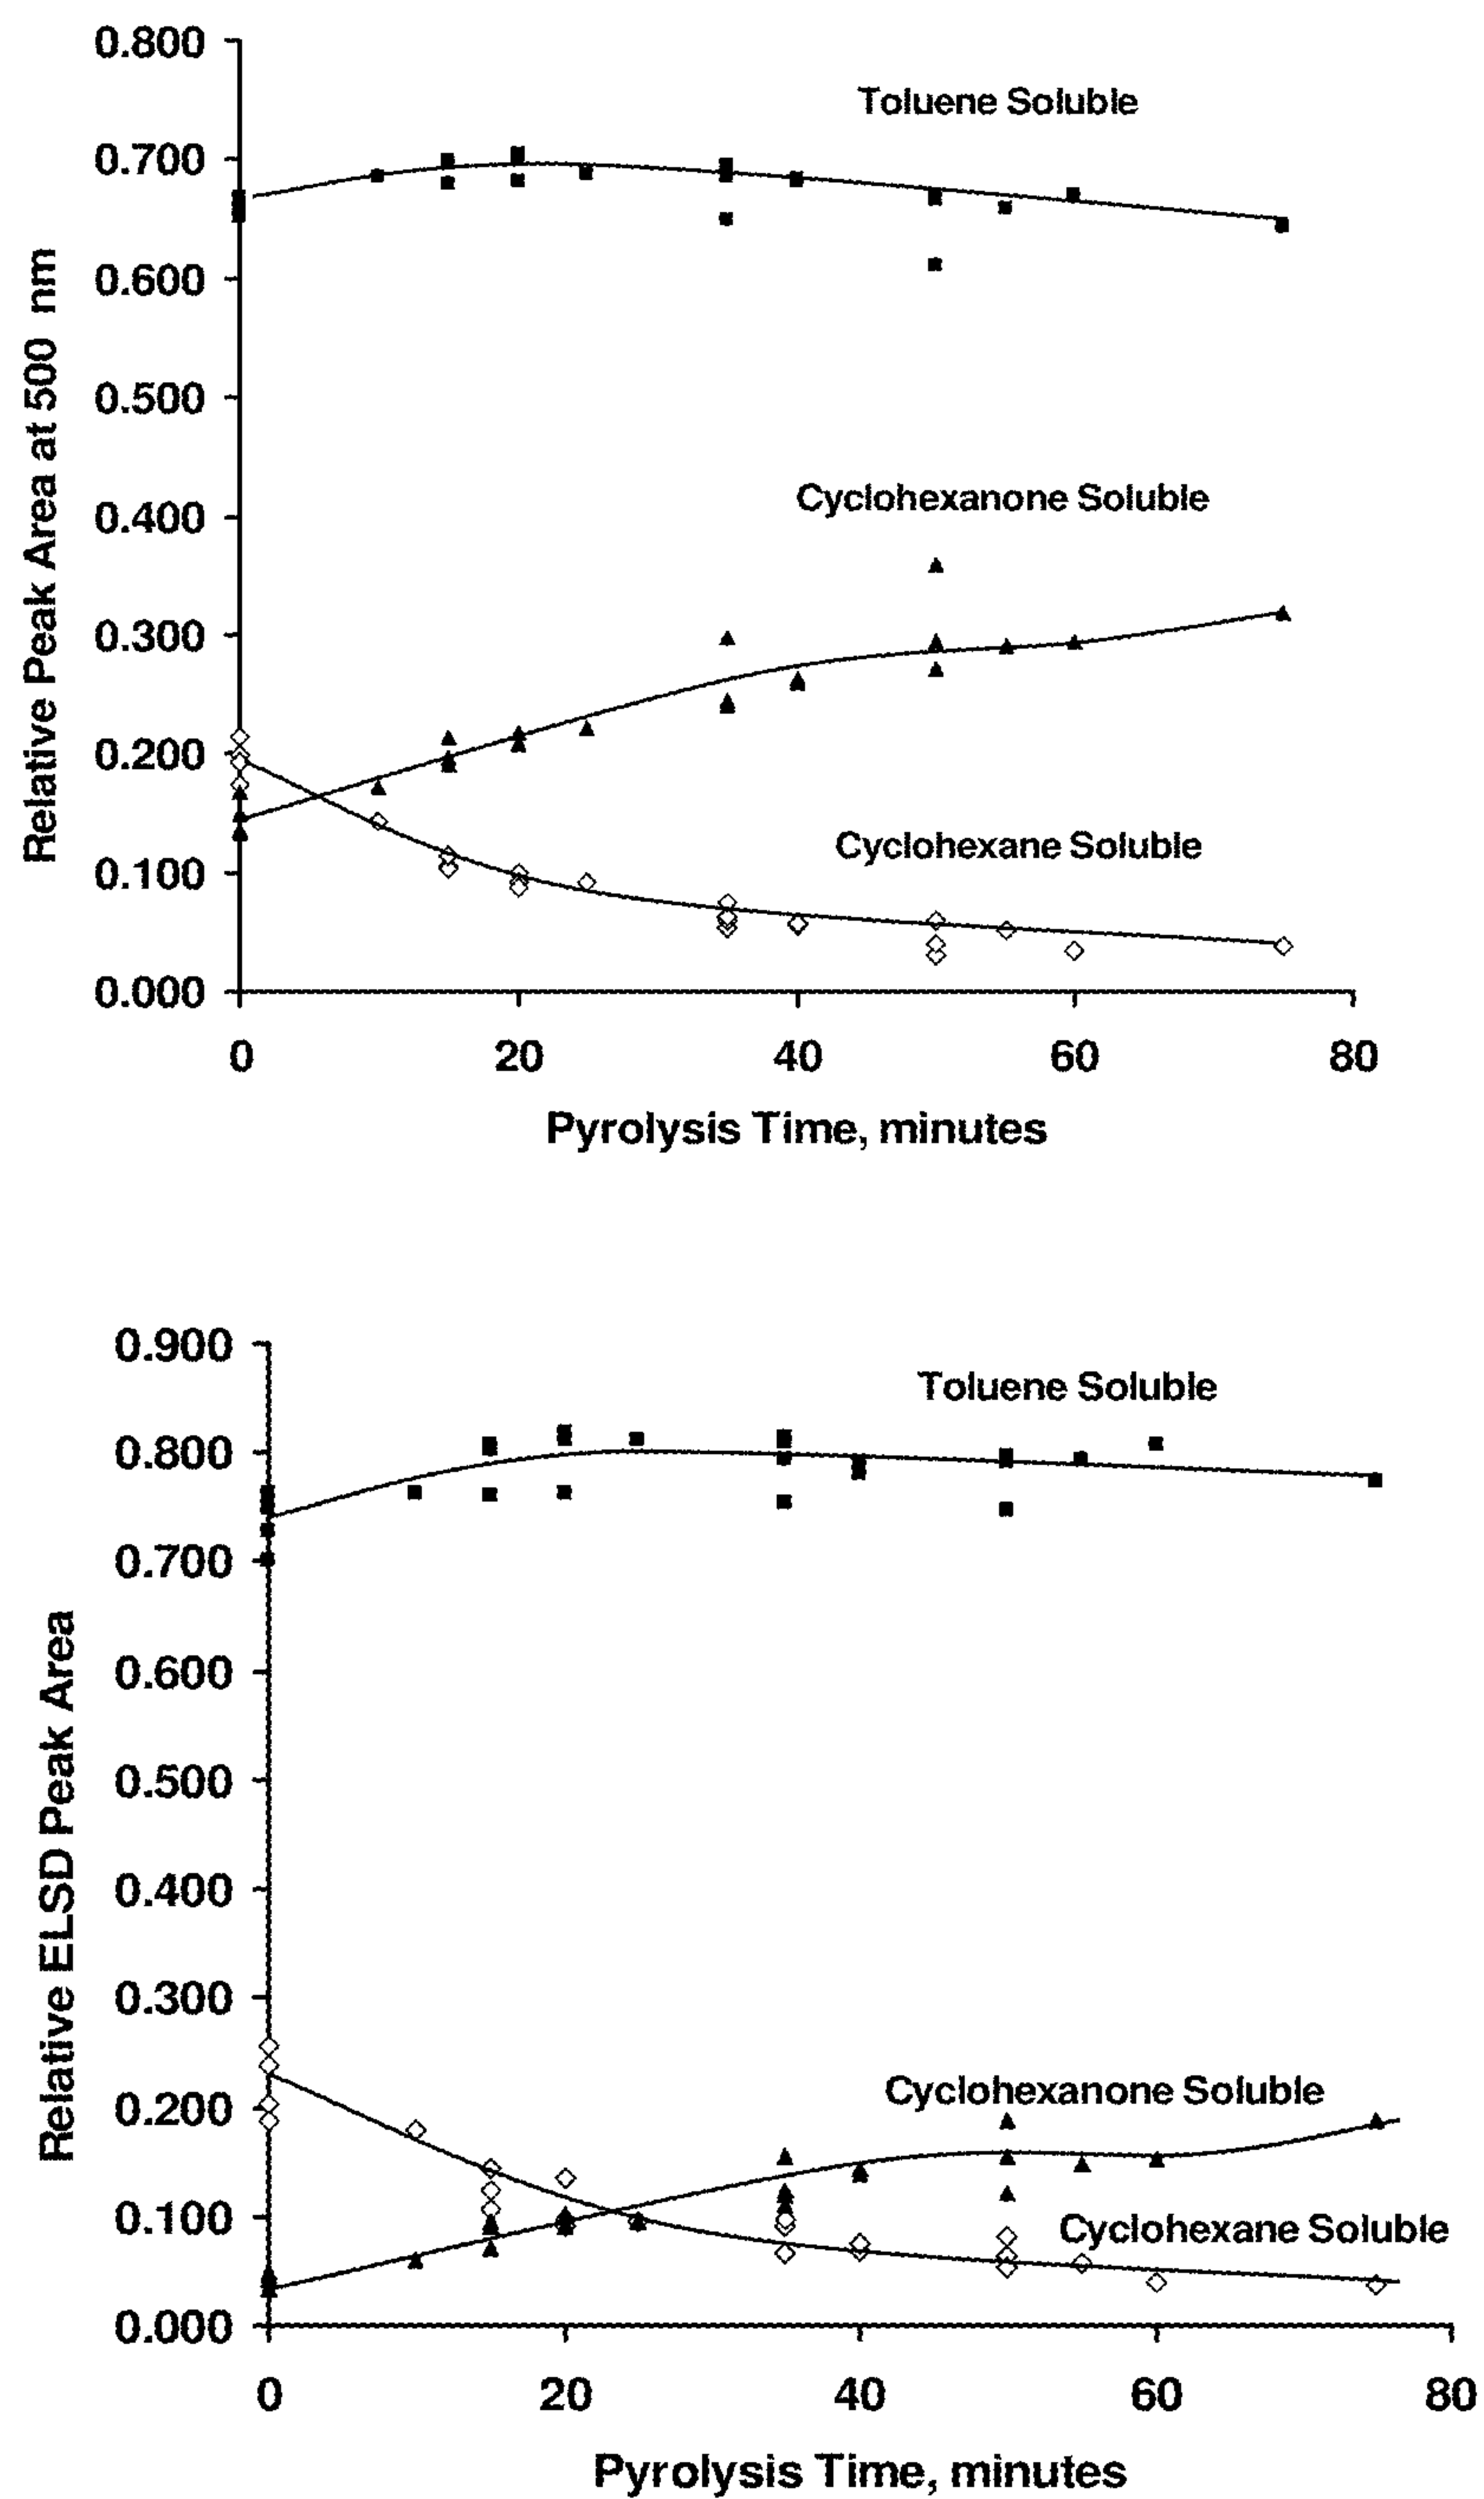 0.800
Toluene Soluble
0.700
0.600
0.500
Cyclohexanone Soluble
0.400
0.300
0.200
Cyclohexane Soluble
0.100
0.000
0 20 40 60 80
Pyrolysis Time, minutes
Relative Peak Area at 500 nm
0.900
Toluene Soluble
0.800
0.700
0.600
0.500
0.400
0.300
Cyclohexanone Soluble
0.200
0.100
Cyclohexane Soluble
0.000
0 20 40 60 80
Pyrolysis Time, minutes
Relative ELSD Peak Area